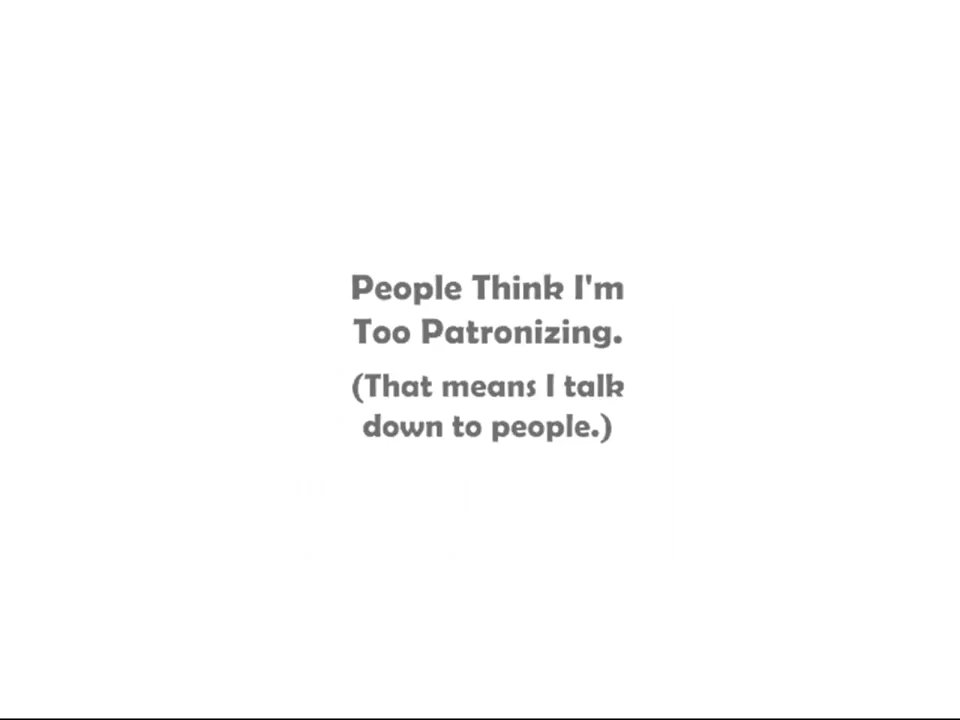 People Think I'm
Too Patronizing.
(That means I talk
down to people.)